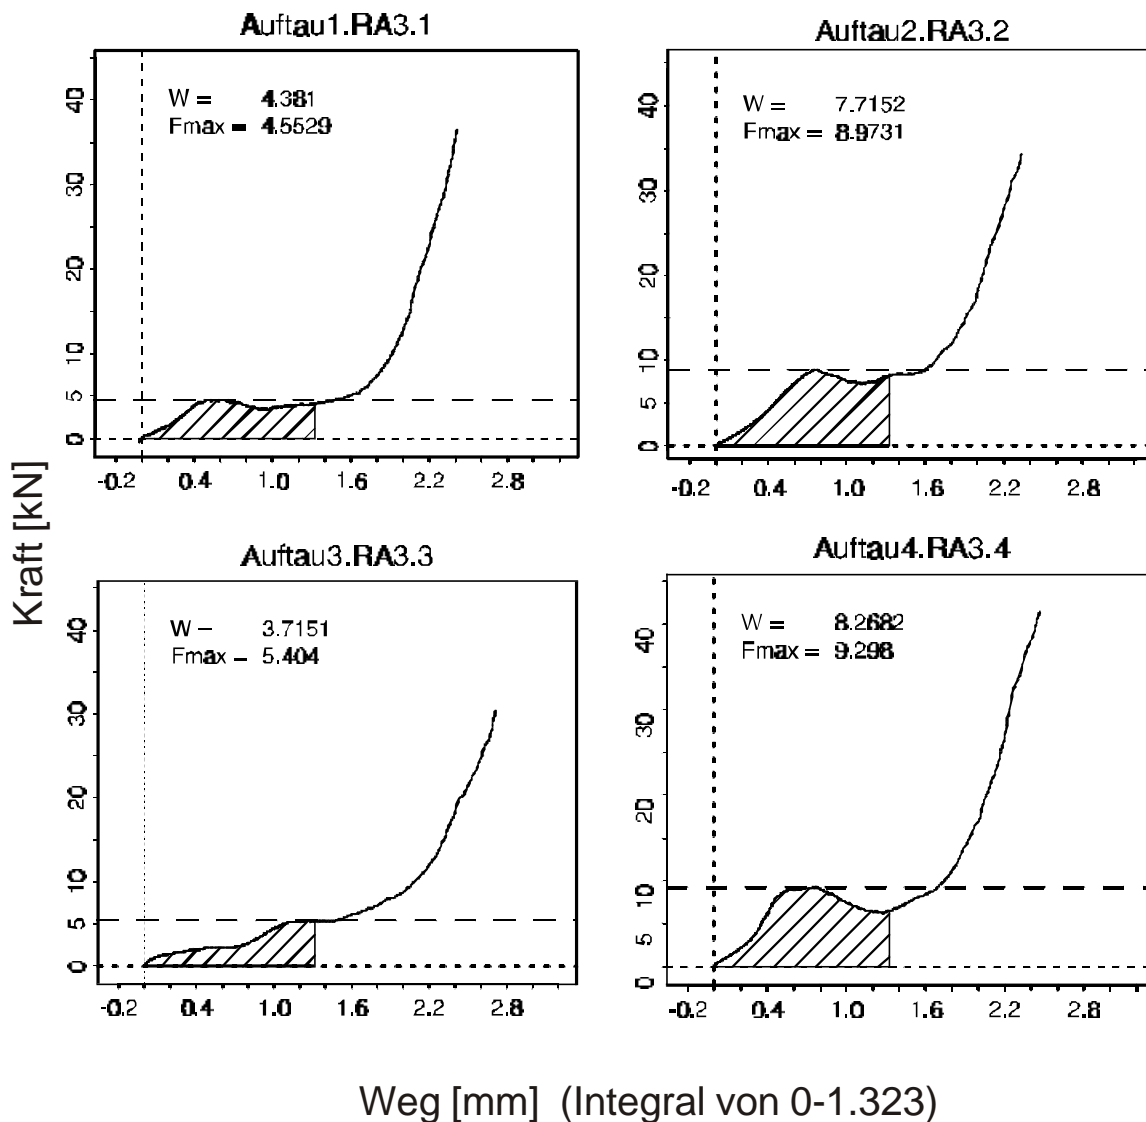 Auftau1.RA3.1
W = 4.381
Fmax = 4.5529
40
30
20
10
5
0
-0.2 0.4 1.0 1.6 2.2 2.8
Auftau2.RA3.2
W = 7.7152
Fmax = 8.9731
40
30
20
10
5
0
-0.2 0.4 1.0 1.6 2.2 2.8
Kraft [kN]
Auftau3.RA3.3
W – 3.7151
Fmax – 5.404
40
30
20
10
5
0
-0.2 0.4 1.0 1.6 2.2 2.8
Auftau4.RA3.4
W = 8.2682
Fmax = 9.298
40
30
20
10
5
0
-0.2 0.4 1.0 1.6 2.2 2.8
Weg [mm] (Integral von 0-1.323)